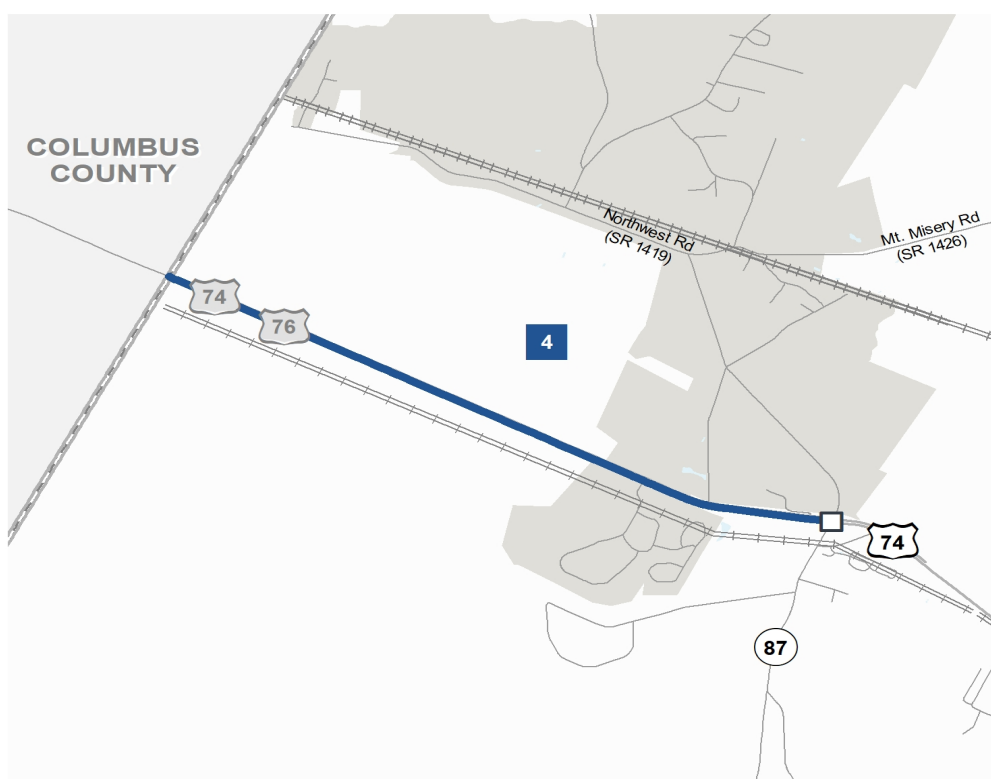 COLUMBUS
COUNTY
Northwest Rd
(SR 1419)
Mt. Misery Rd
(SR 1426)
74
76
4
74
87